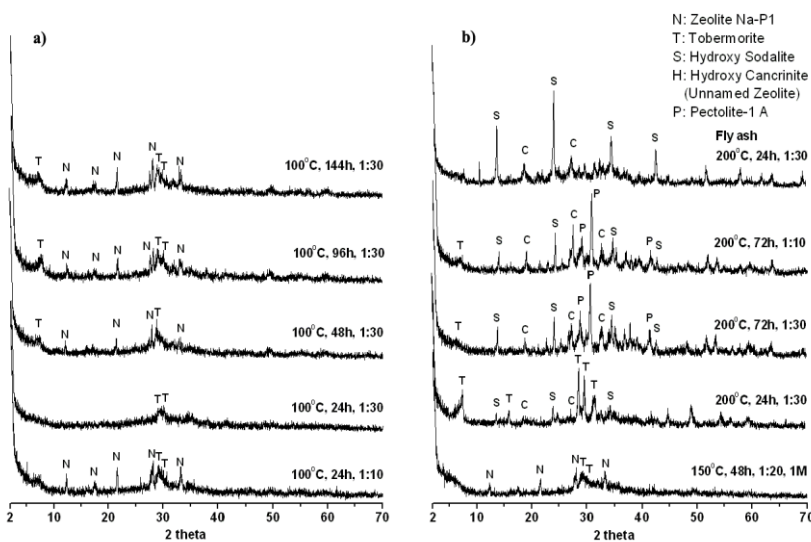 a)
T
N
N
N
N
T
T
N
100°C, 144h, 1:30
T
N
N
N
N
N
T
T
N
100°C, 96h, 1:30
T
N
N
N
T
N
100°C, 48h, 1:30
T T
100°C, 24h, 1:30
N
N
N
N
T
T
N
100°C, 24h, 1:10
2 10 20 30 40 50 60 70
2 theta
b)
N: Zeolite Na-P1
T: Tobermorite
S: Hydroxy Sodalite
H: Hydroxy Cancrinite
(Unnamed Zeolite)
P: Pectolite-1 A
Fly ash
S
C
S
C
S
S
200°C, 24h, 1:30
T
S
C
S
C
P
P
C
S
P
S
200°C, 72h, 1:10
T
S
C
S
C
P
P
C
S
P
S
200°C, 72h, 1:30
T
S
T
C
S
C
T
T
T
S
200°C, 24h, 1:30
N
N
N
T
T
N
150°C, 48h, 1:20, 1M
2 10 20 30 40 50 60 70
2 theta